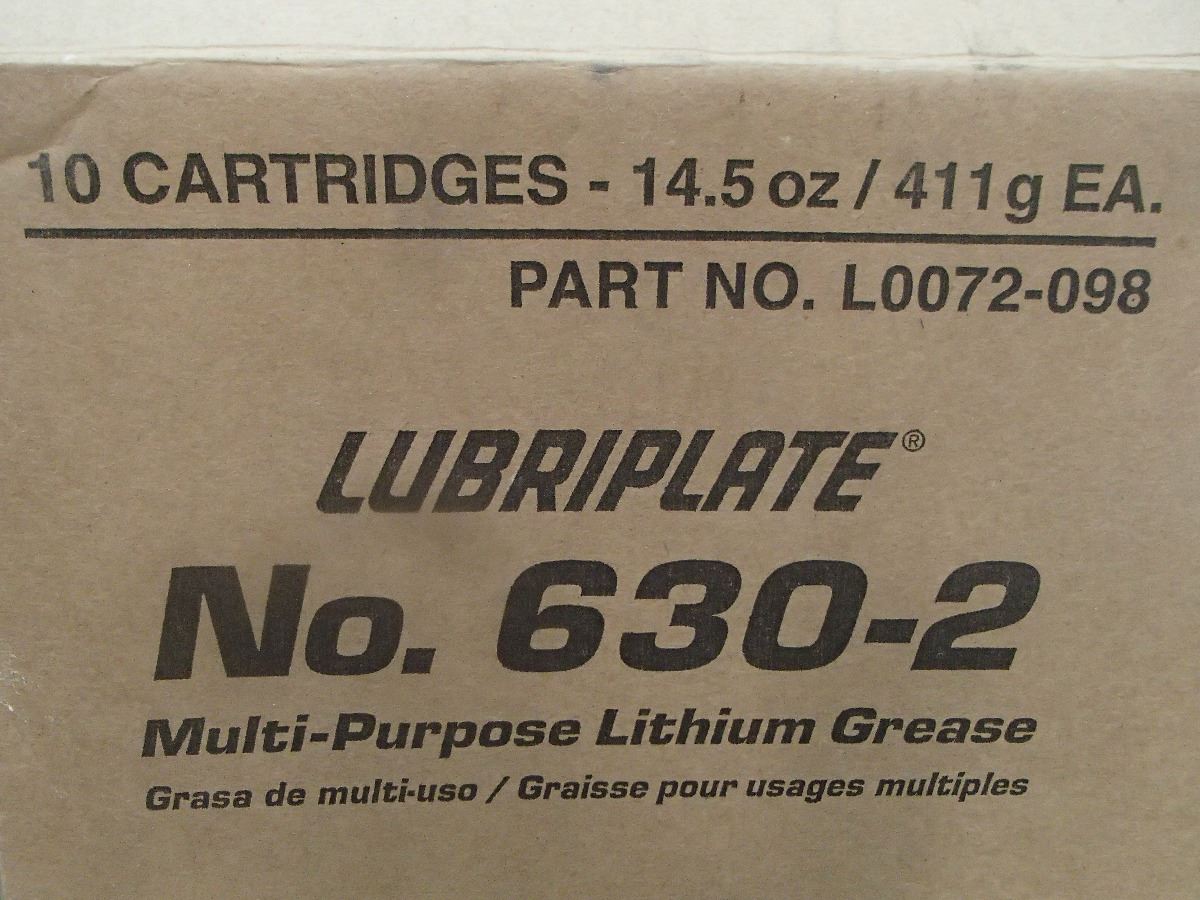 10 CARTRIDGES - 14.5 oz / 411g EA.
PART NO. L0072-098
LUBRIPLATE®
No. 630-2
Multi-Purpose Lithium Grease
Grasa de multi-uso / Graisse pour usages multiples